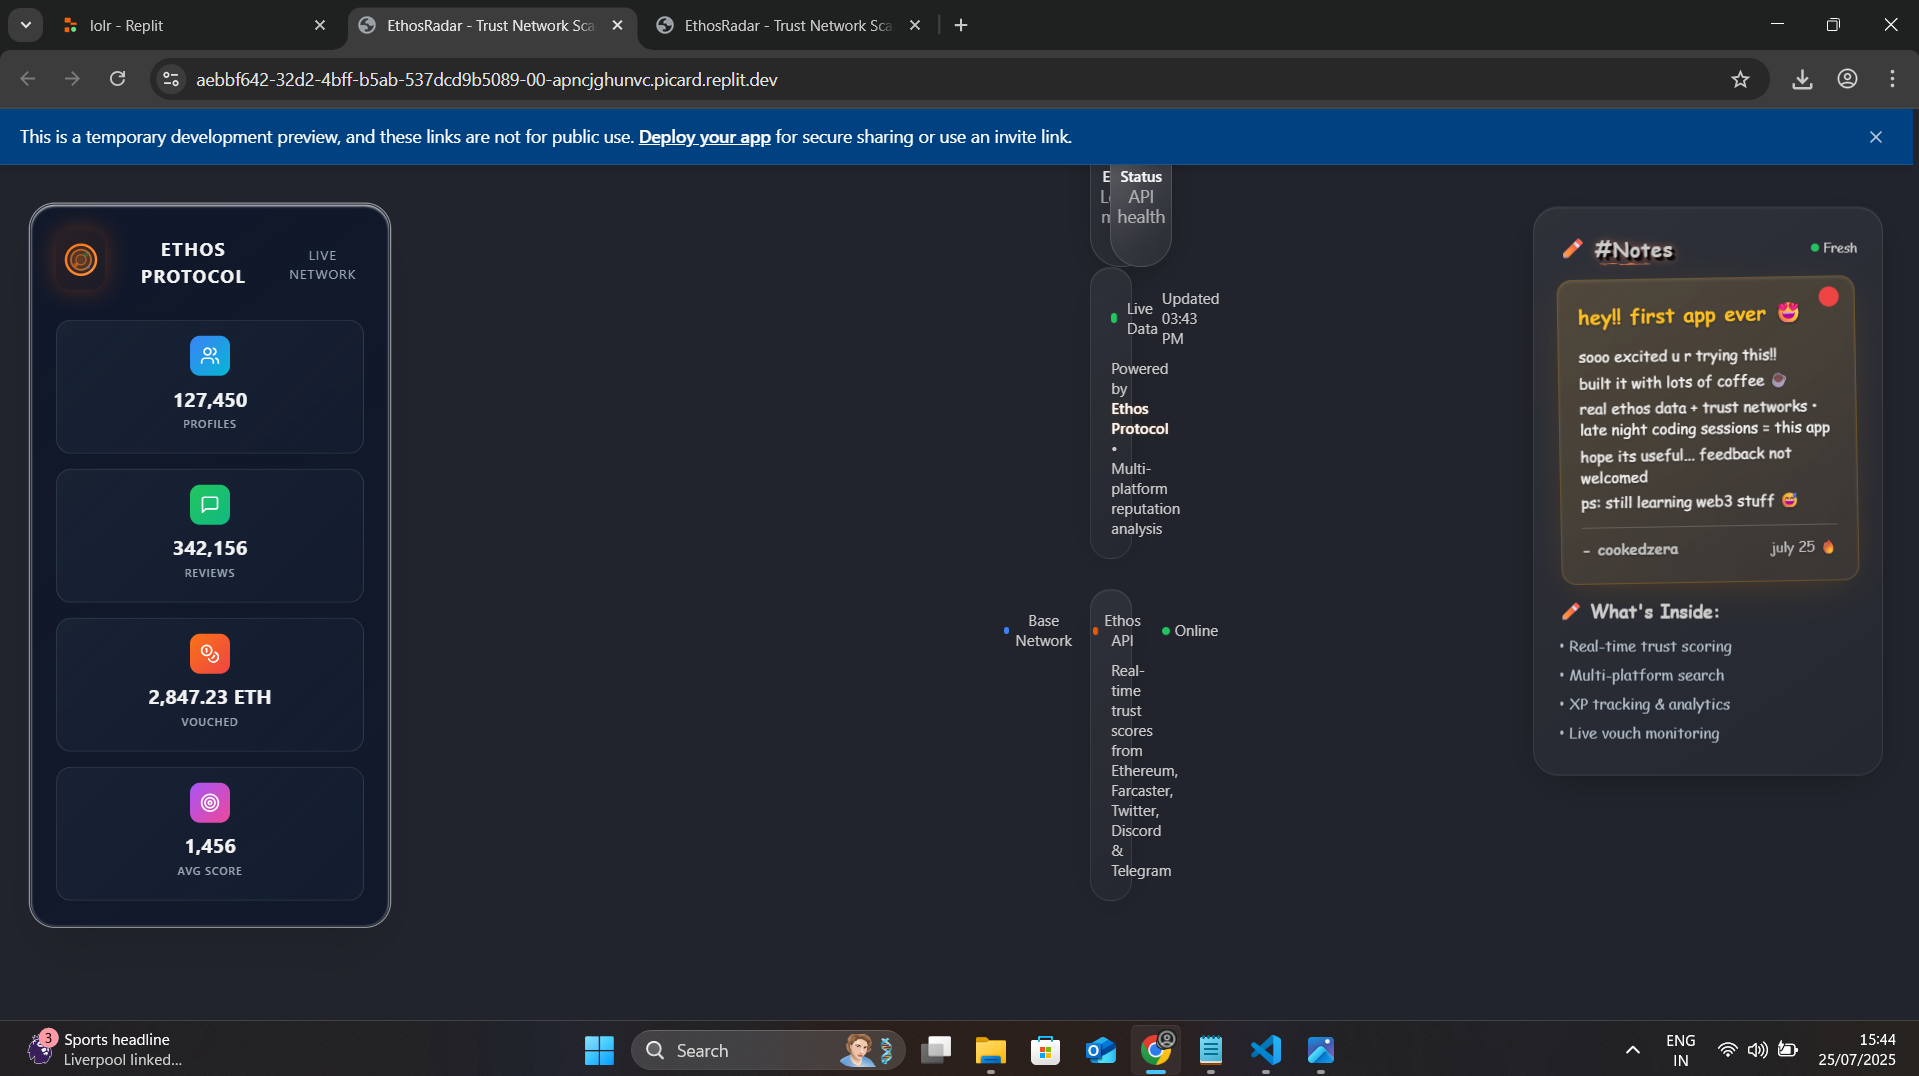 lolr - Replit
EthosRadar - Trust Network Sca
EthosRadar - Trust Network Sca
aebbf642-32d2-4bff-b5ab-537dcd9b5089-00-apncjghunvc.picard.replit.dev
This is a temporary development preview, and these links are not for public use. Deploy your app for secure sharing or use an invite link.
ETHOS
PROTOCOL
LIVE
NETWORK
127,450
PROFILES
342,156
REVIEWS
2,847.23 ETH
VOUCHED
1,456
AVG SCORE
Status
API
health
Live
Data
Updated
03:43
PM
Powered
by
Ethos
Protocol
•
Multi-
platform
reputation
analysis
Base
Network
Ethos
API
Online
Real-
time
trust
scores
from
Ethereum,
Farcaster,
Twitter,
Discord
&
Telegram
#Notes
Fresh
hey!! first app ever 🤩
sooo excited u r trying this!!
built it with lots of coffee ☕
real ethos data + trust networks •
late night coding sessions = this app
hope its useful... feedback not
welcomed
ps: still learning web3 stuff 😅
- cookedzera
july 25 🔥
What's Inside:
• Real-time trust scoring
• Multi-platform search
• XP tracking & analytics
• Live vouch monitoring
3
Sports headline
Liverpool linked...
Search
ENG
IN
15:44
25/07/2025